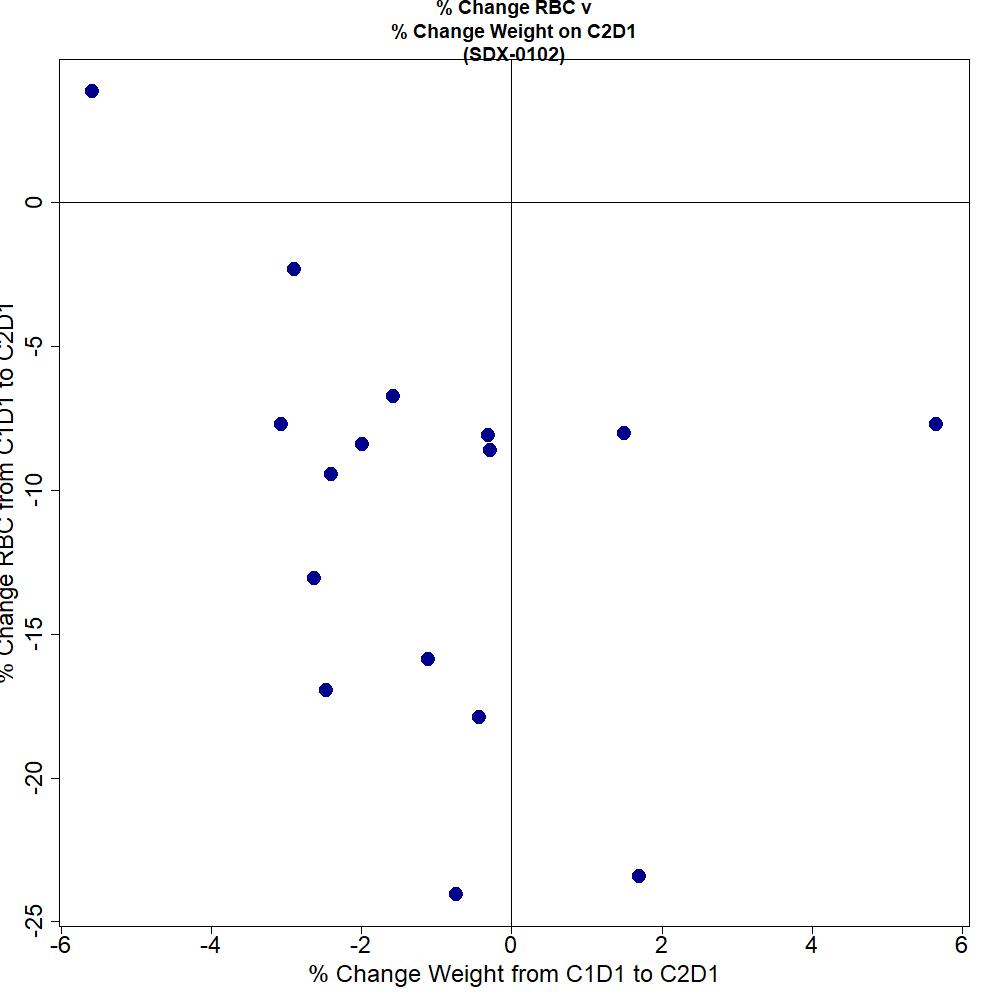 % Change RBC v
% Change Weight on C2D1
(SDX-0102)
% Change RBC from C1D1 to C2D1
0
-5
-10
-15
-20
-25
-6
-4
-2
0
2
4
6
% Change Weight from C1D1 to C2D1